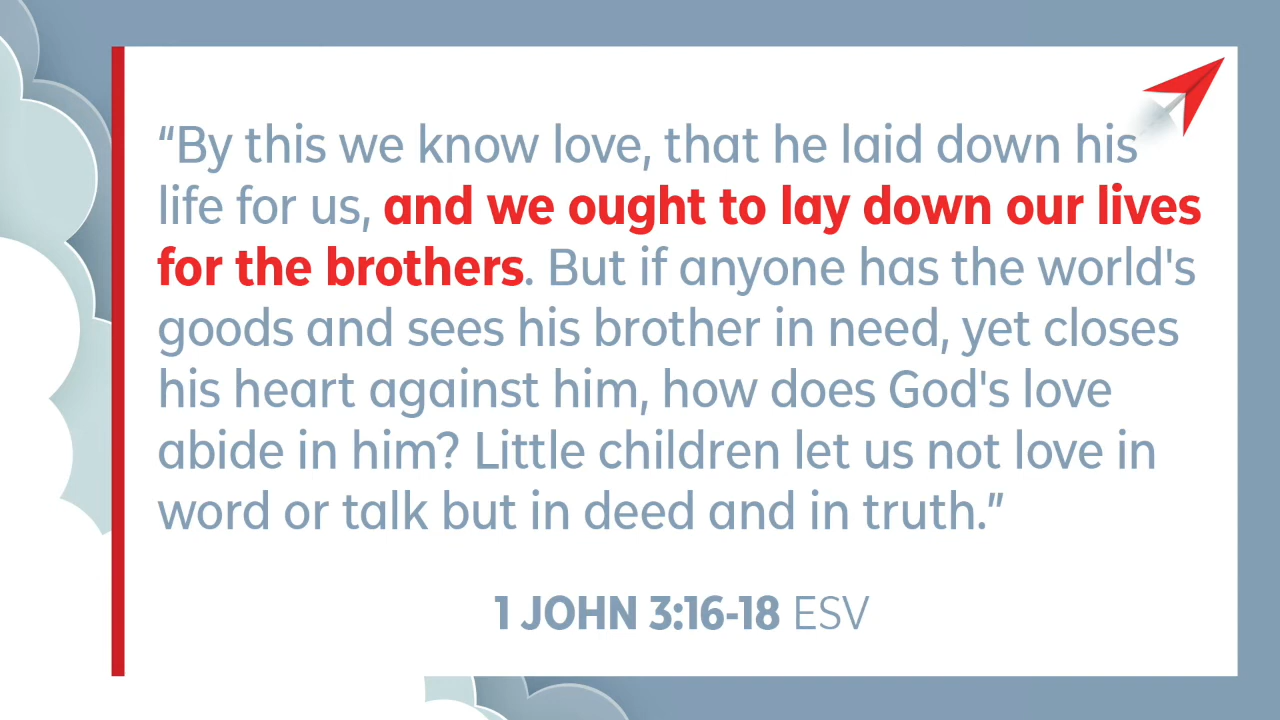 “By this we know love, that he laid down his
life for us, and we ought to lay down our lives
for the brothers. But if anyone has the world's
goods and sees his brother in need, yet closes
his heart against him, how does God's love
abide in him? Little children let us not love in
word or talk but in deed and in truth.”
1 JOHN 3:16-18 ESV